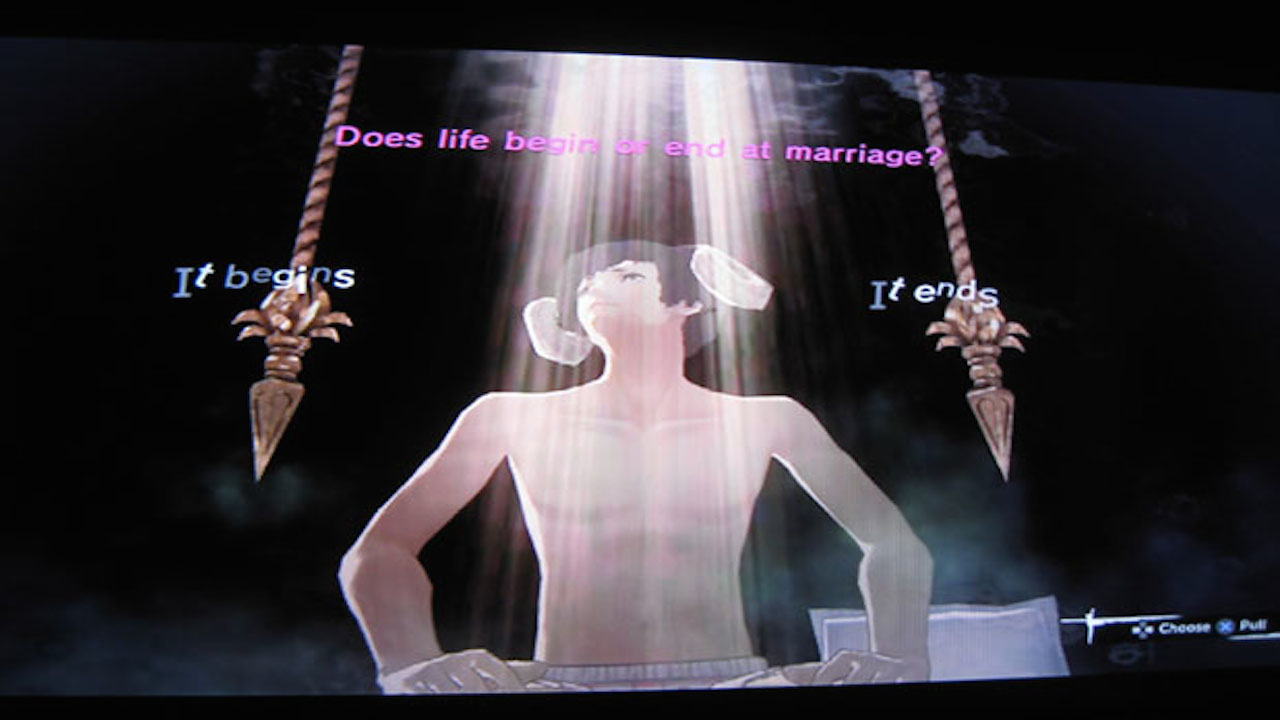 Does life begin or end at marriage?
It begins
It ends
Choose Pull